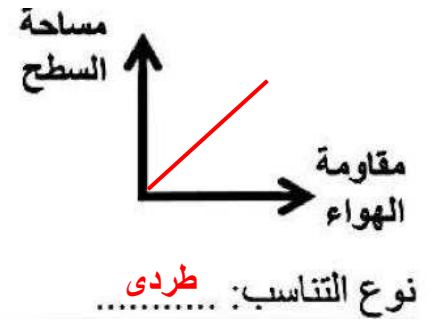 مساحة
السطح
مقاومة
الهواء
نوع التناسب: طردى ...........